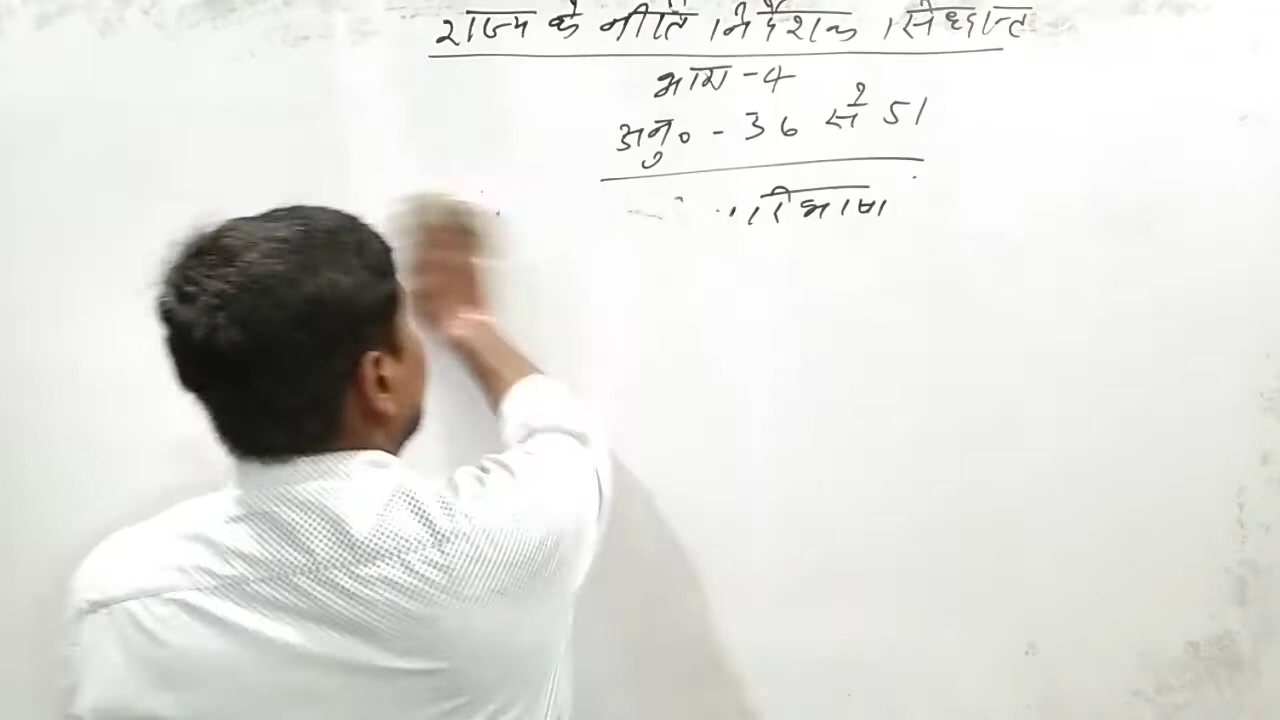 राज्य के नीति निर्देशक सिध्दान्त
भाग - 4
अनु० - 36 से 51
परिभाषा